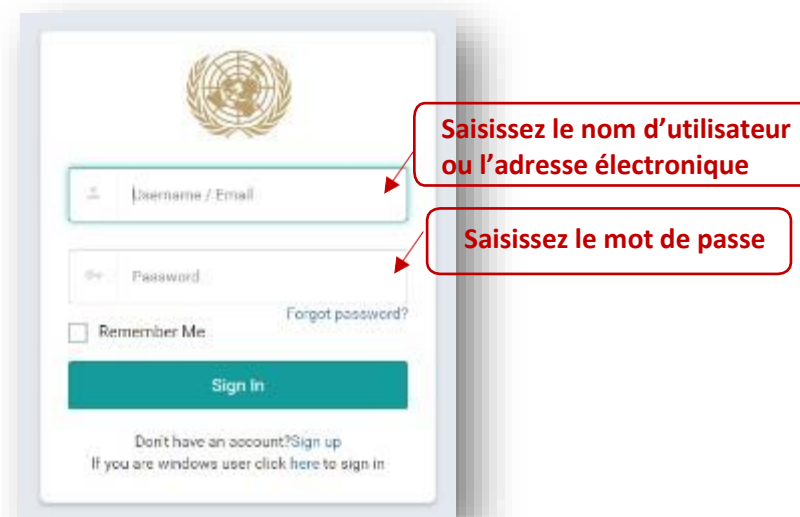 Saisissez le nom d’utilisateur
ou l’adresse électronique
Username / Email
Saisissez le mot de passe
Password
Forgot password?
Remember Me
Sign In
Don't have an account?Sign up
If you are windows user click here to sign in